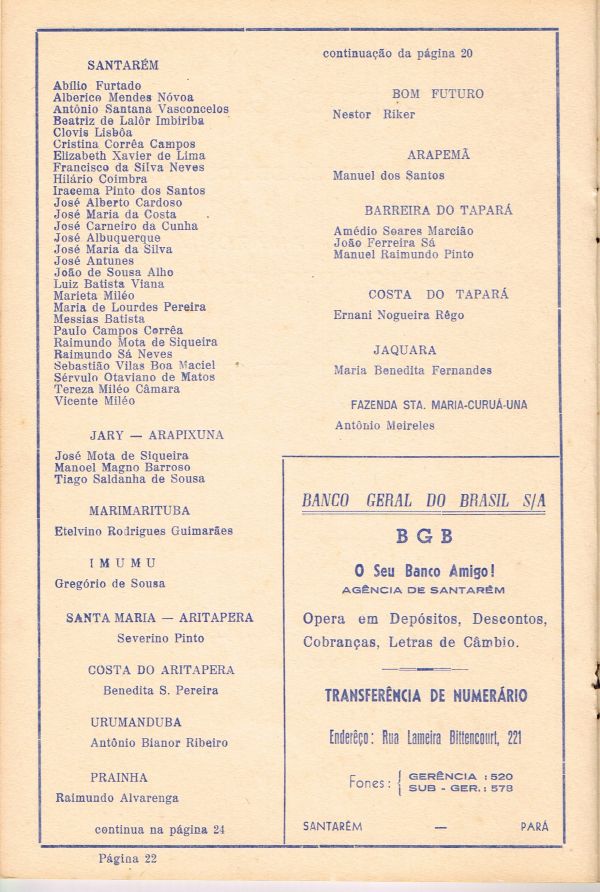 SANTARÉM
Abílio Furtado
Alberico Mendes Nóvoa
Antônio Santana Vasconcelos
Beatriz de Lalôr Imbiriba
Clovis Lisbôa
Cristina Corrêa Campos
Elizabeth Xavier de Lima
Francisco da Silva Neves
Hilário Coimbra
Iracema Pinto dos Santos
José Alberto Cardoso
José Maria da Costa
José Carneiro da Cunha
José Albuquerque
José Maria da Silva
José Antunes
João de Sousa Alho
Luiz Batista Viana
Marieta Miléo
Maria de Lourdes Pereira
Messias Batista
Paulo Campos Corrêa
Raimundo Mota de Siqueira
Raimundo Sá Neves
Sebastião Vilas Boa Maciel
Sérvulo Otaviano de Matos
Tereza Miléo Câmara
Vicente Miléo
JARY — ARAPIXUNA
José Mota de Siqueira
Manoel Magno Barroso
Tiago Saldanha de Sousa
MARIMARITUBA
Etelvino Rodrigues Guimarães
I M U M U
Gregório de Sousa
SANTA MARIA — ARITAPERA
Severino Pinto
COSTA DO ARITAPERA
Benedita S. Pereira
URUMANDUBA
Antônio Bianor Ribeiro
PRAINHA
Raimundo Alvarenga
continua na página 24
continuação da página 20
BOM FUTURO
Nestor Riker
ARAPEMÃ
Manuel dos Santos
BARREIRA DO TAPARÁ
Amédio Soares Marcião
João Ferreira Sá
Manuel Raimundo Pinto
COSTA DO TAPARÁ
Ernani Nogueira Rêgo
JAQUARA
Maria Benedita Fernandes
FAZENDA STA. MARIA-CURUÁ-UNA
Antônio Meireles
BANCO GERAL DO BRASIL S/A
B G B
O Seu Banco Amigo!
AGÊNCIA DE SANTARÉM
Opera em Depósitos, Descontos,
Cobranças, Letras de Câmbio.
TRANSFERÊNCIA DE NUMERÁRIO
Enderêço: Rua Lameira Bittencourt, 221
Fones: { GERÊNCIA : 520
SUB - GER. : 578
SANTARÉM — PARÁ
Página 22